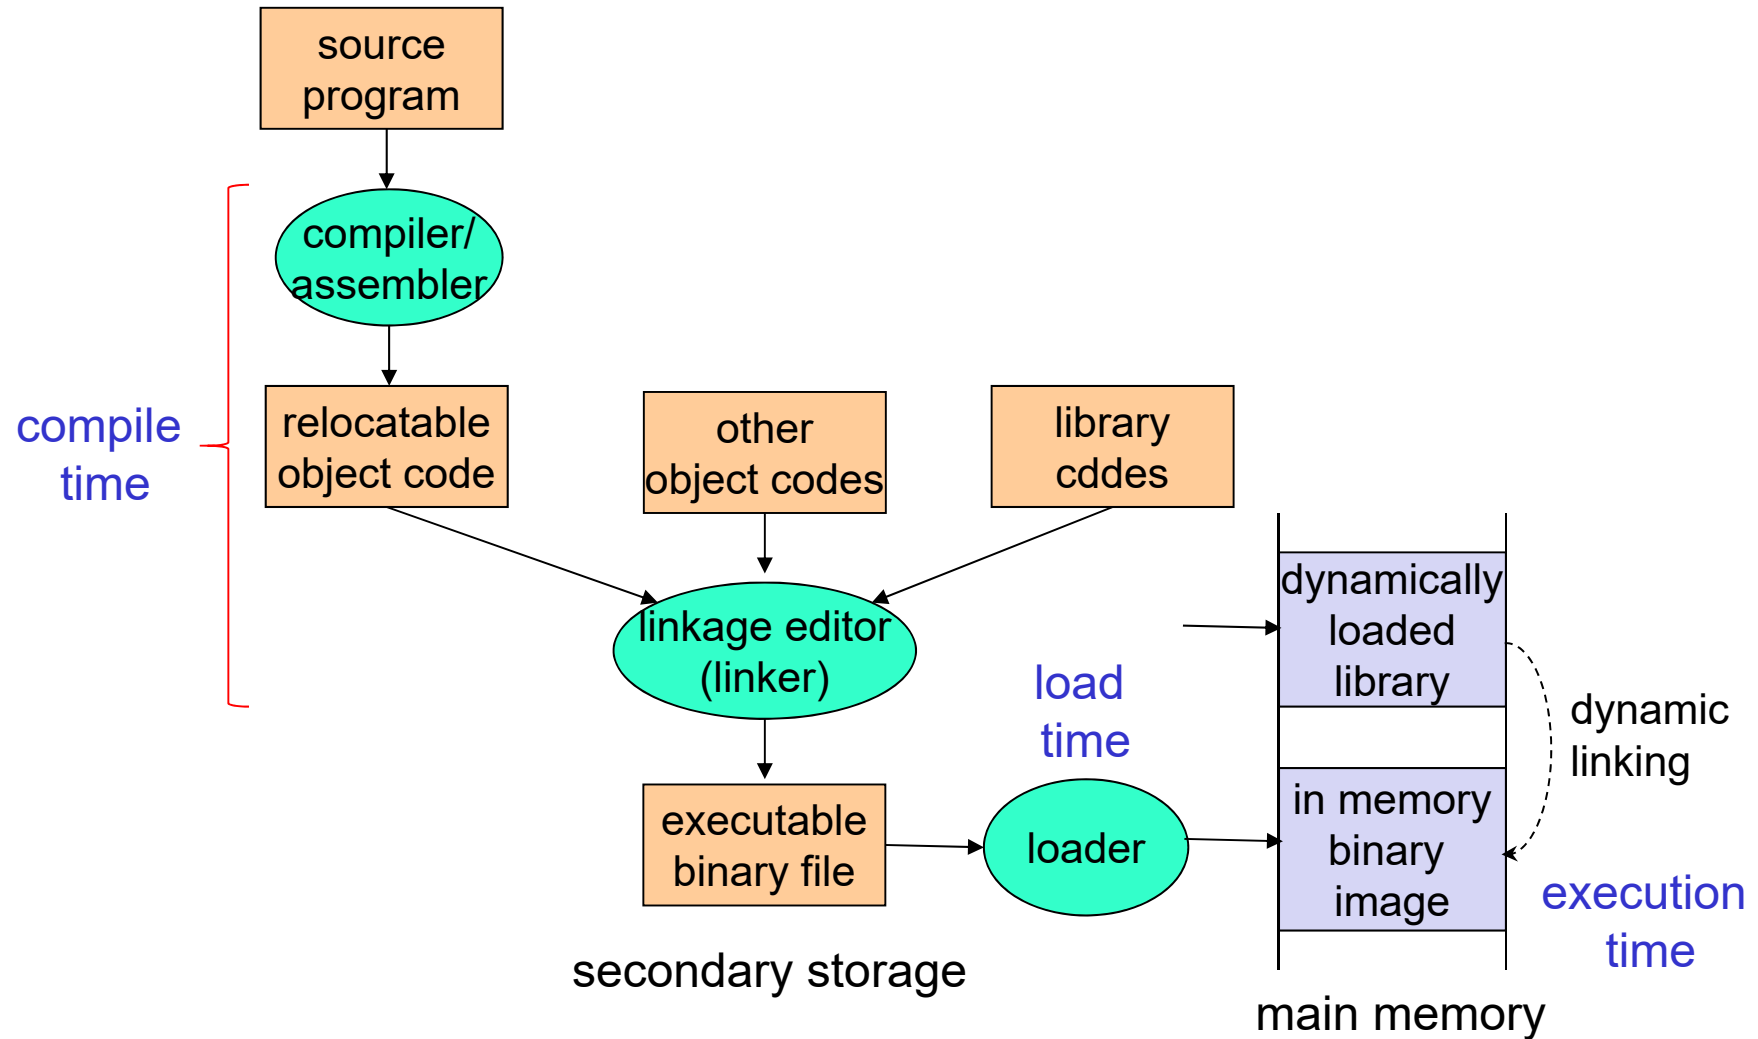 source
program
compiler/
assembler
compile
time
relocatable
object code
other
object codes
library
cddes
linkage editor
(linker)
load
time
dynamically
loaded
library
dynamic
linking
executable
binary file
loader
in memory
binary
image
execution
time
secondary storage
main memory